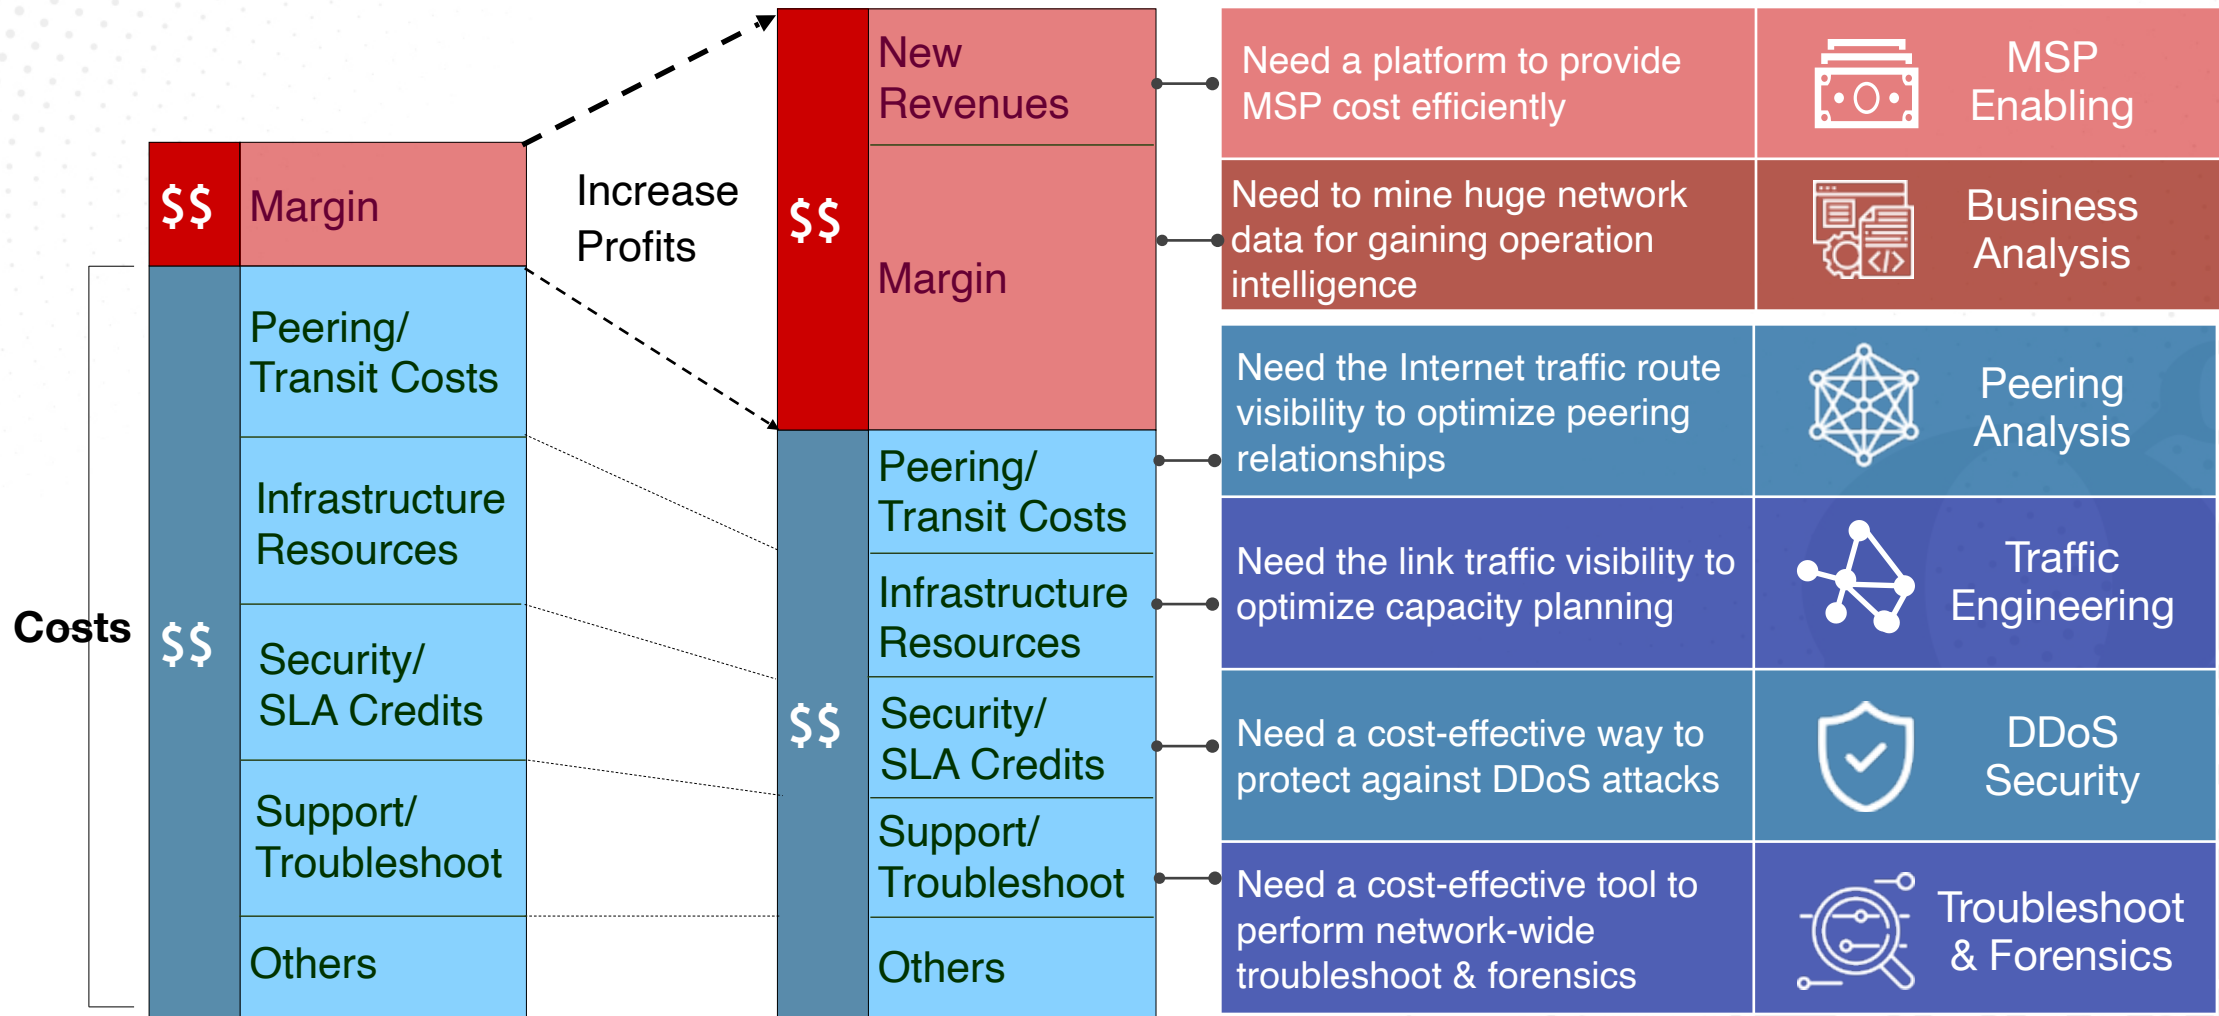 Costs
$$
Margin
$$
Peering/
Transit Costs
Infrastructure
Resources
Security/
SLA Credits
Support/
Troubleshoot
Others
Increase
Profits
$$
New
Revenues
Margin
$$
Peering/
Transit Costs
Infrastructure
Resources
Security/
SLA Credits
Support/
Troubleshoot
Others
Need a platform to provide
MSP cost efficiently
MSP
Enabling
Need to mine huge network
data for gaining operation
intelligence
Business
Analysis
Need the Internet traffic route
visibility to optimize peering
relationships
Peering
Analysis
Need the link traffic visibility to
optimize capacity planning
Traffic
Engineering
Need a cost-effective way to
protect against DDoS attacks
DDoS
Security
Need a cost-effective tool to
perform network-wide
troubleshoot & forensics
Troubleshoot
& Forensics